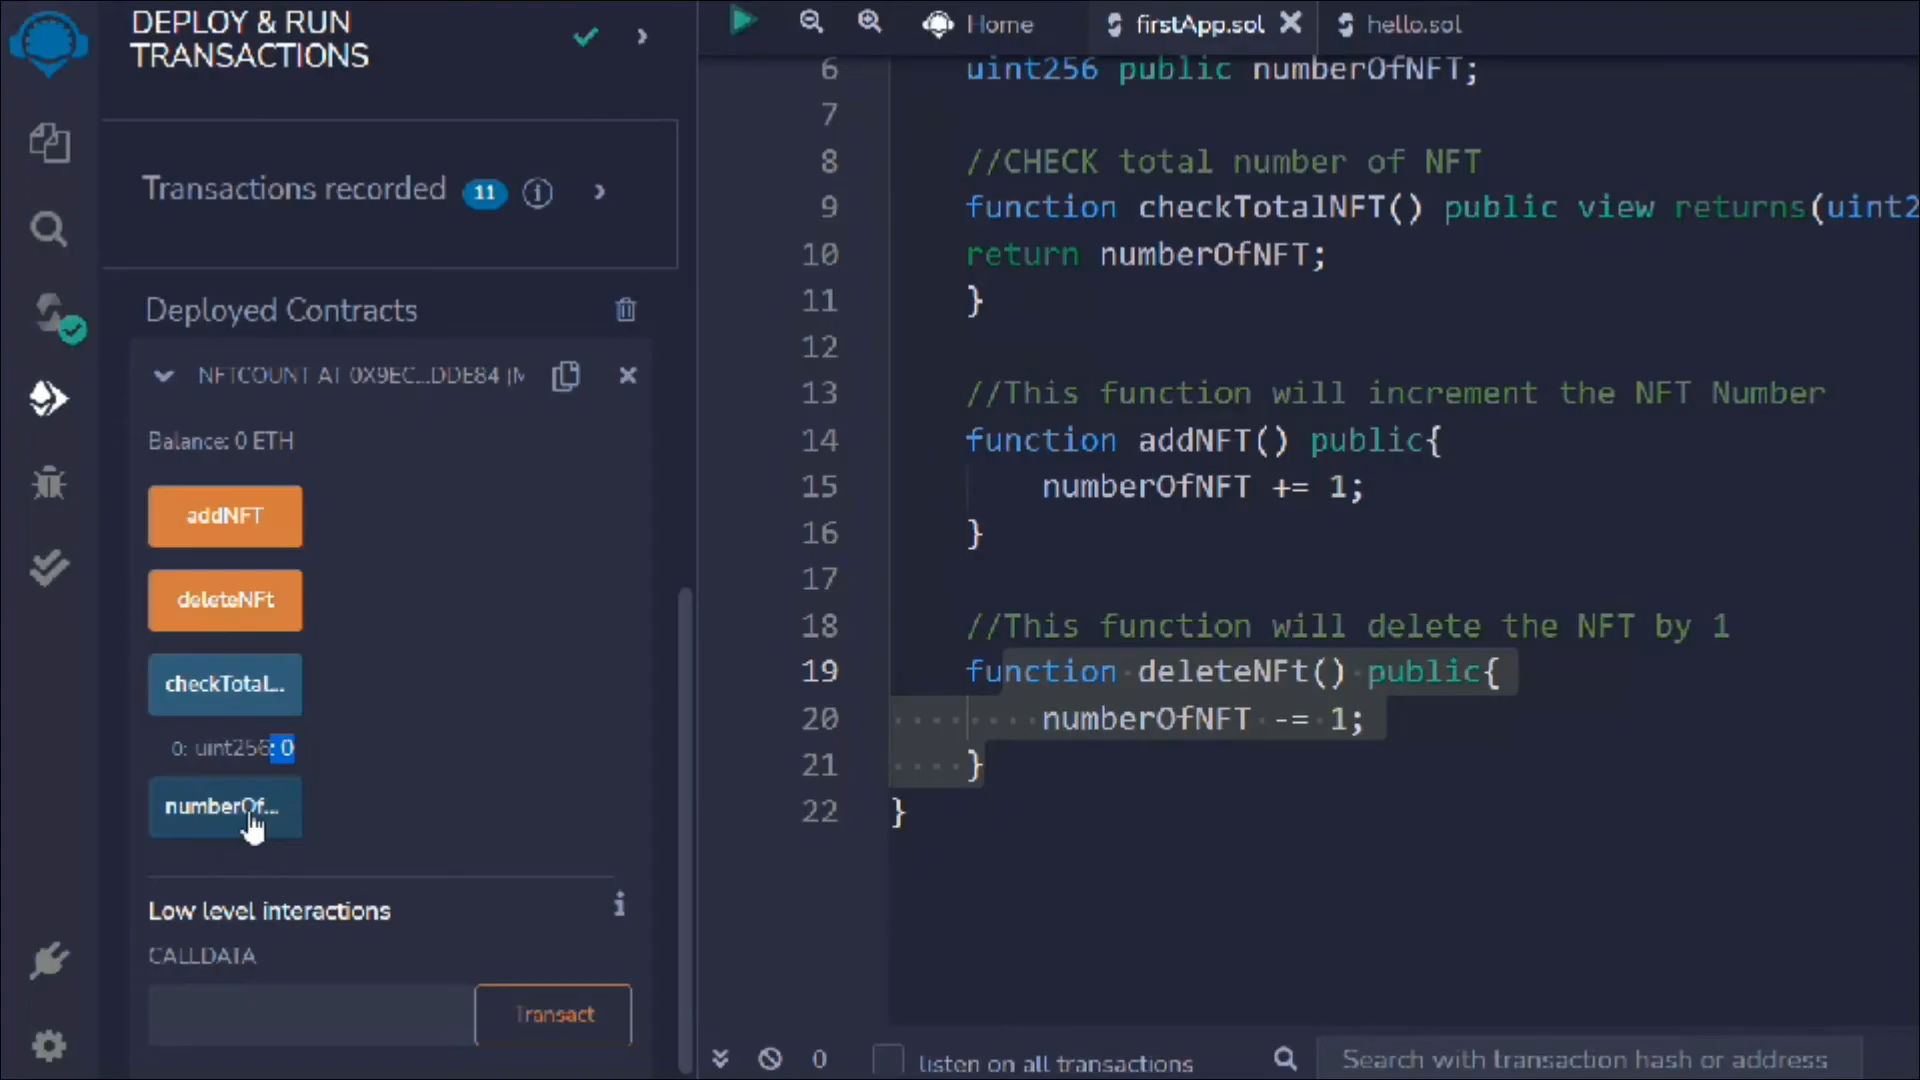 DEPLOY & RUN
TRANSACTIONS
Transactions recorded 11
Deployed Contracts
NFTCOUNT AT 0X9EC...DDE84 (M
Balance: 0 ETH
addNFT
deleteNFt
checkTotal...
0: uint256: 0
numberOf...
Low level interactions
CALLDATA
Transact
Home
firstApp.sol
hello.sol
6 uint256 public numberOfNFT;
7
8 //CHECK total number of NFT
9 function checkTotalNFT() public view returns(uint2
10 return numberOfNFT;
11 }
12
13 //This function will increment the NFT Number
14 function addNFT() public{
15 numberOfNFT += 1;
16 }
17
18 //This function will delete the NFT by 1
19 function deleteNFt() public{
20 numberOfNFT -= 1;
21 }
22 }
0 listen on all transactions
Search with transaction hash or address